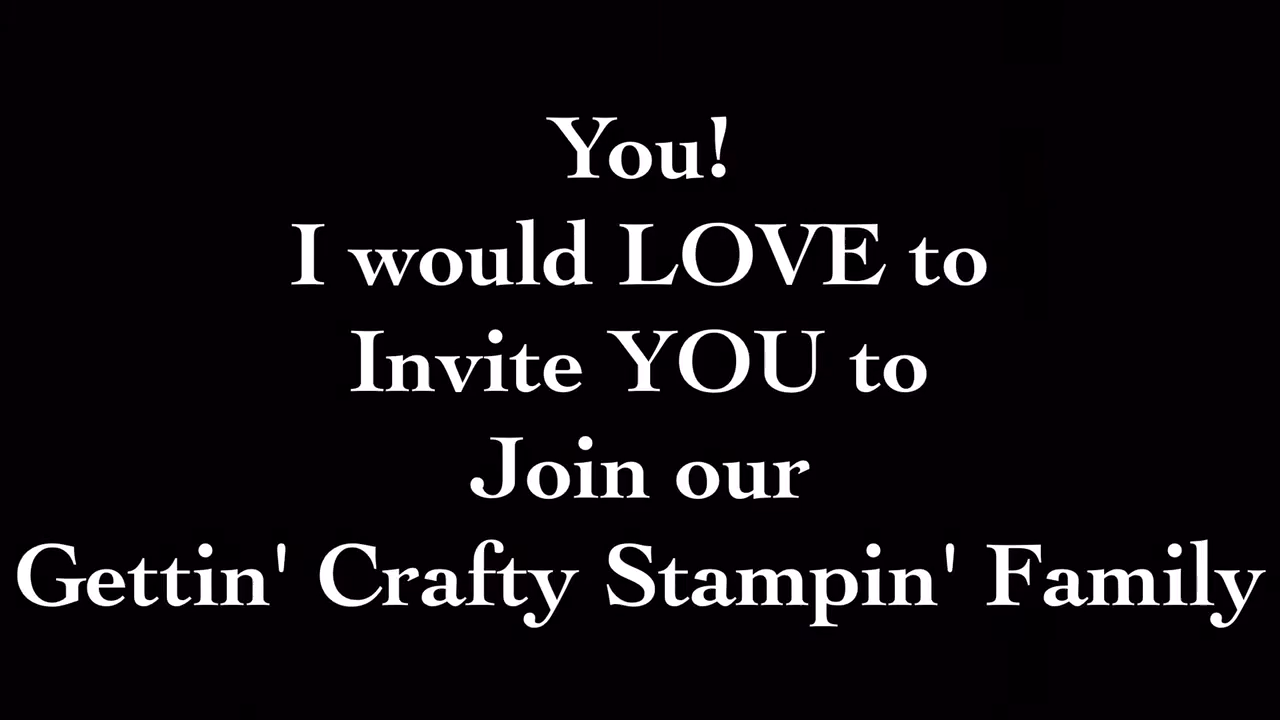 You!
I would LOVE to
Invite YOU to
Join our
Gettin' Crafty Stampin' Family